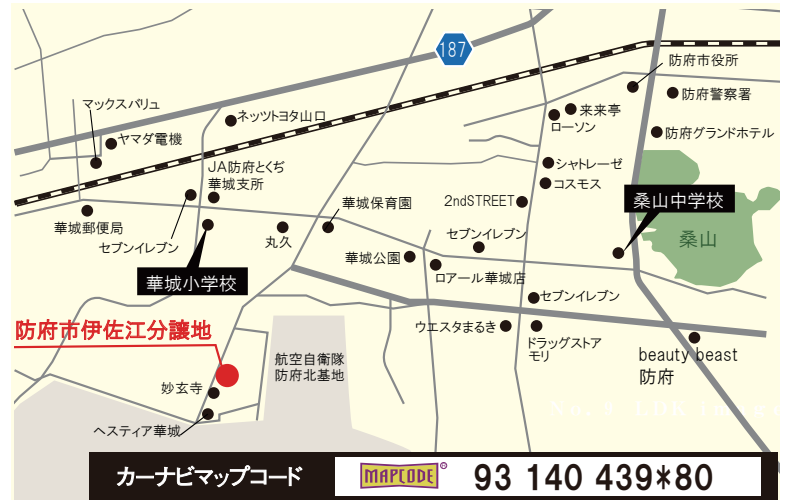 187
防府市役所
マックスバリュ
防府警察署
来来亭
ネッツトヨタ山口
ローソン
ヤマダ電機
防府グランドホテル
JA防府とくぢ
華城支所
シャトレーゼ
コスモス
2ndSTREET
桑山中学校
華城保育園
華城郵便局
セブンイレブン
丸久
セブンイレブン
桑山
華城公園
ロアール華城店
華城小学校
セブンイレブン
防府市伊佐江分譲地
ウエスタまるき
ドラッグストア
モリ
航空自衛隊
防府北基地
beauty beast
防府
妙玄寺
ヘスティア華城
カーナビマップコード
MAPCODE
®
93 140 439*80